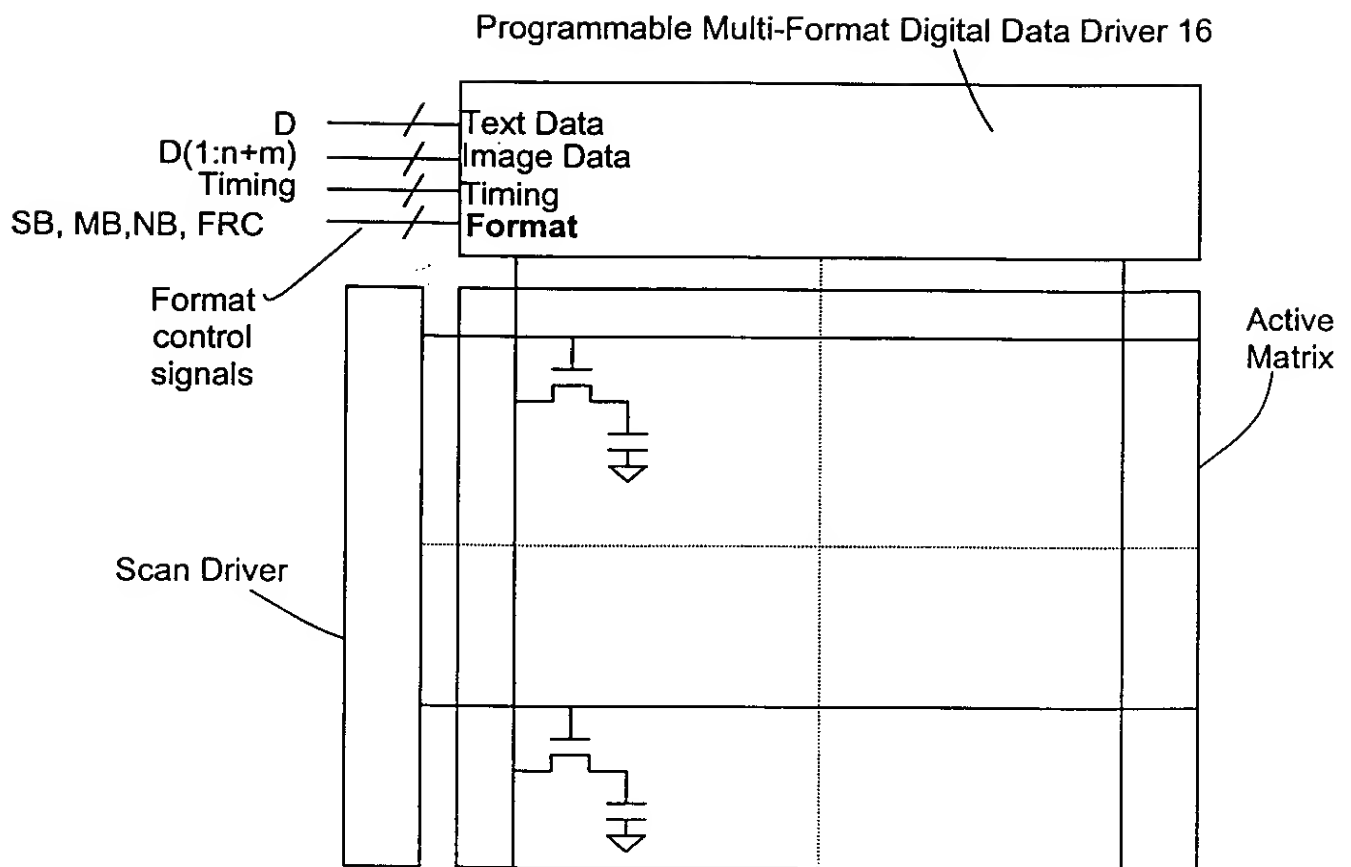 Programmable Multi-Format Digital Data Driver 16
D
Text Data
D(1:n+m)
Image Data
Timing
Timing
SB, MB,NB, FRC
Format
Format
control
signals
Active
Matrix
Scan Driver